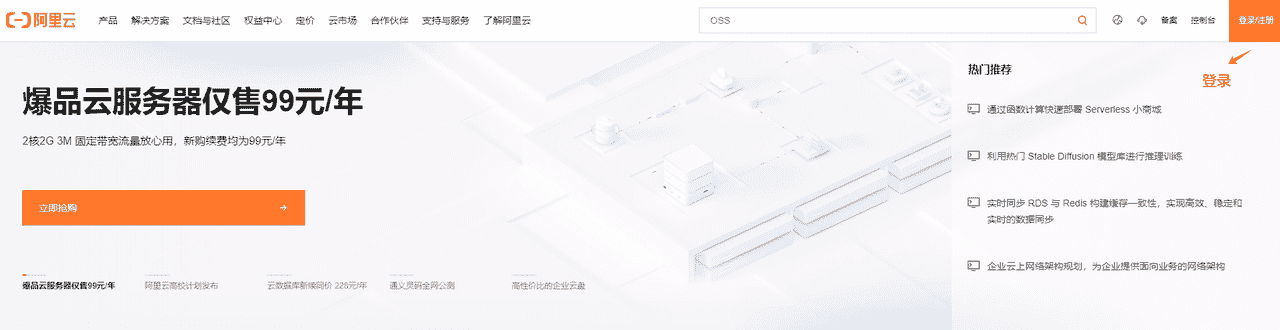 阿里云 产品 解决方案 文档与社区 权益中心 定价 云市场 合作伙伴 支持与服务 了解阿里云 OSS 备案 控制台 登录/注册
登录
爆品云服务器仅售99元/年
2核2G 3M 固定带宽流量放心用，新购续费均为99元/年
立即抢购
爆品云服务器仅售99元/年 阿里云高校计划发布 云数据库新续同价 228元/年 通义灵码全网公测 高性价比的企业云盘
热门推荐
通过函数计算快速部署 Serverless 小商城
利用热门 Stable Diffusion 模型库进行推理训练
实时同步 RDS 与 Redis 构建缓存一致性，实现高效、稳定和
实时的数据同步
企业云上网络架构规划，为企业提供面向业务的网络架构